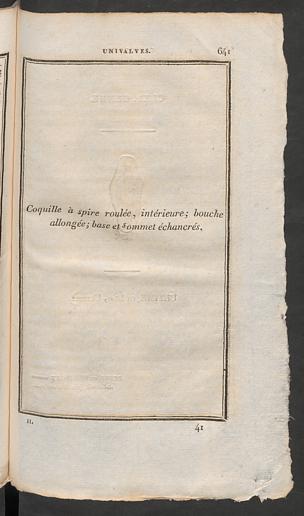 UNIVALVES. 641
Coquille à spire roulée, intérieure; bouche
allongée; base et sommet échancrés.
II. 41